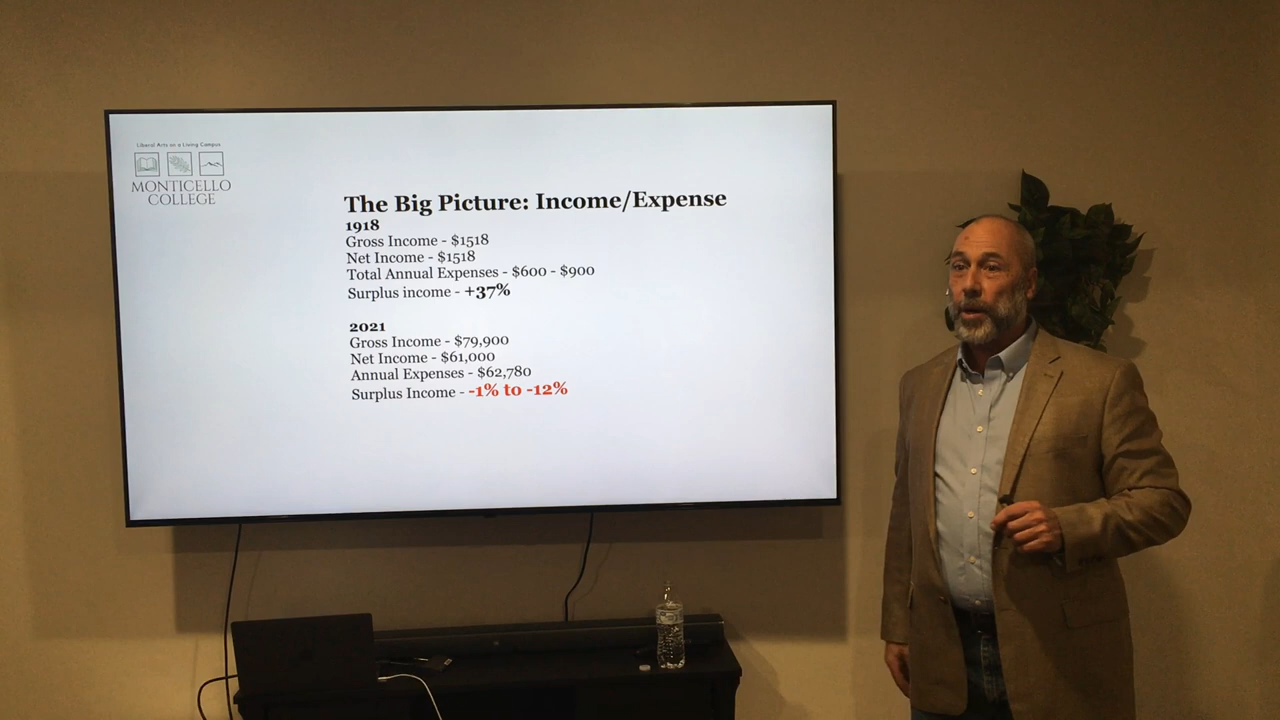 Liberal Arts on a Living Campus
MONTICELLO
COLLEGE
The Big Picture: Income/Expense
1918
Gross Income - $1518
Net Income - $1518
Total Annual Expenses - $600 - $900
Surplus income - +37%
2021
Gross Income - $79,900
Net Income - $61,000
Annual Expenses - $62,780
Surplus Income - -1% to -12%